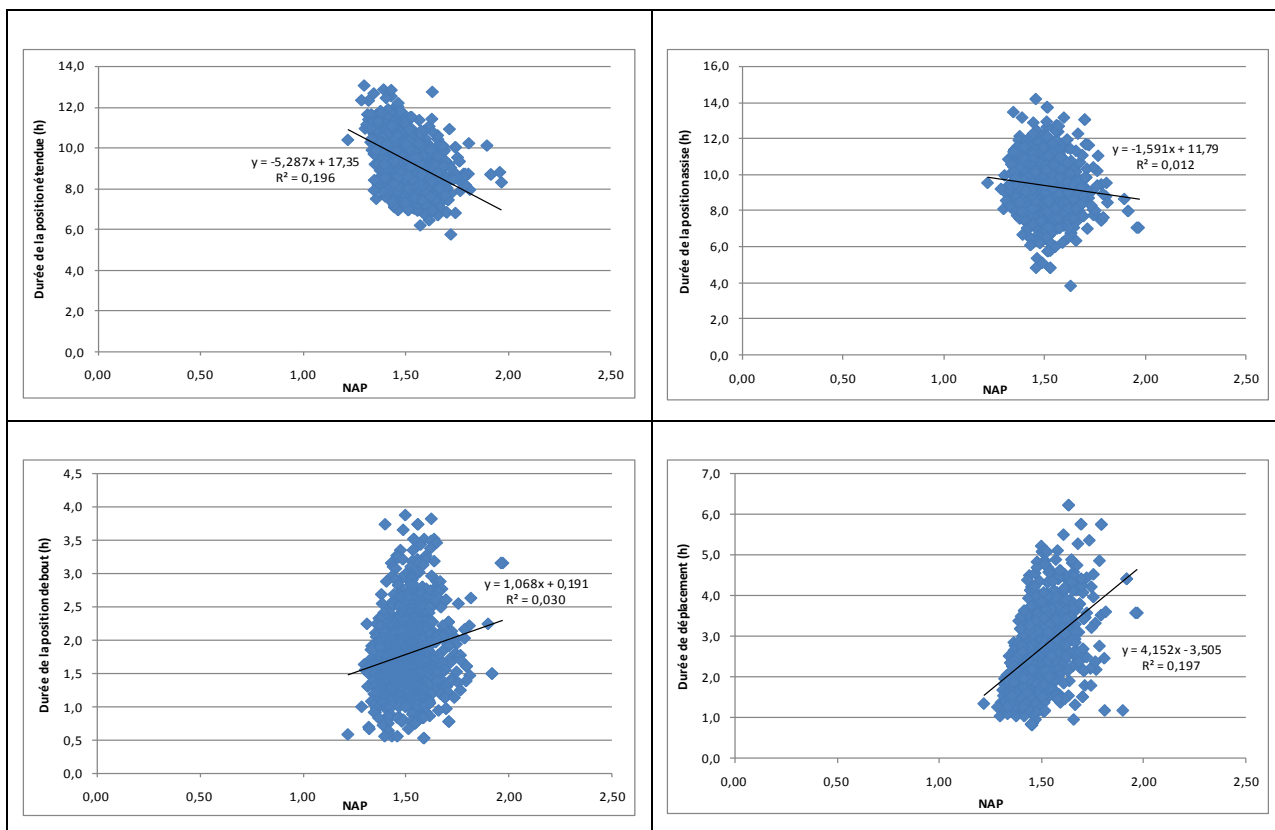 14,0
12,0
10,0
8,0
6,0
4,0
2,0
0,0
Durée de la position étendue (h)
y = -5,287x + 17,35
R² = 0,196
0,00 0,50 1,00 1,50 2,00 2,50
NAP
16,0
14,0
12,0
10,0
8,0
6,0
4,0
2,0
0,0
Durée de la position assise (h)
y = -1,591x + 11,79
R² = 0,012
0,00 0,50 1,00 1,50 2,00 2,50
NAP
4,5
4,0
3,5
3,0
2,5
2,0
1,5
1,0
0,5
0,0
Durée de la position debout (h)
y = 1,068x + 0,191
R² = 0,030
0,00 0,50 1,00 1,50 2,00 2,50
NAP
7,0
6,0
5,0
4,0
3,0
2,0
1,0
0,0
Durée de déplacement (h)
y = 4,152x - 3,505
R² = 0,197
0,00 0,50 1,00 1,50 2,00 2,50
NAP